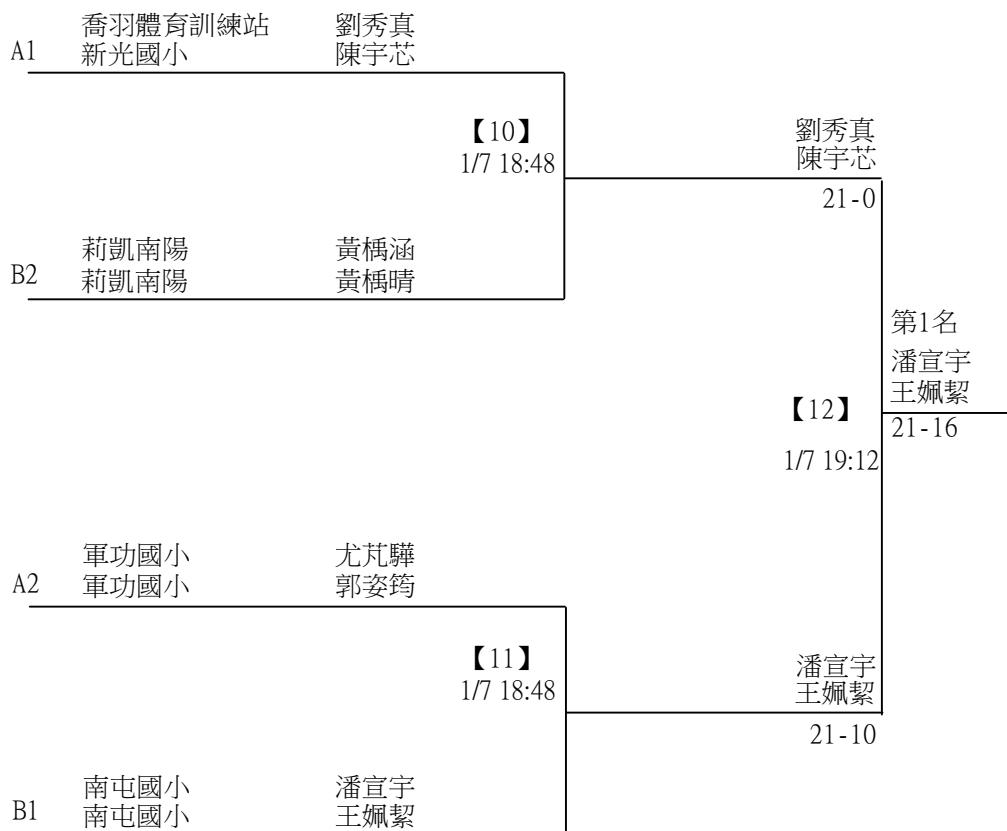 喬羽體育訓練站 劉秀真
A1 新光國小 陳宇芯
【10】
1/7 18:48
劉秀真
陳宇芯
21-0
莉凱南陽 黃楀涵
B2 莉凱南陽 黃楀晴
第1名
潘宣宇
王姵絜
【12】
21-16
1/7 19:12
軍功國小 尤芃驊
A2 軍功國小 郭姿筠
【11】
1/7 18:48
潘宣宇
王姵絜
21-10
南屯國小 潘宣宇
B1 南屯國小 王姵絜